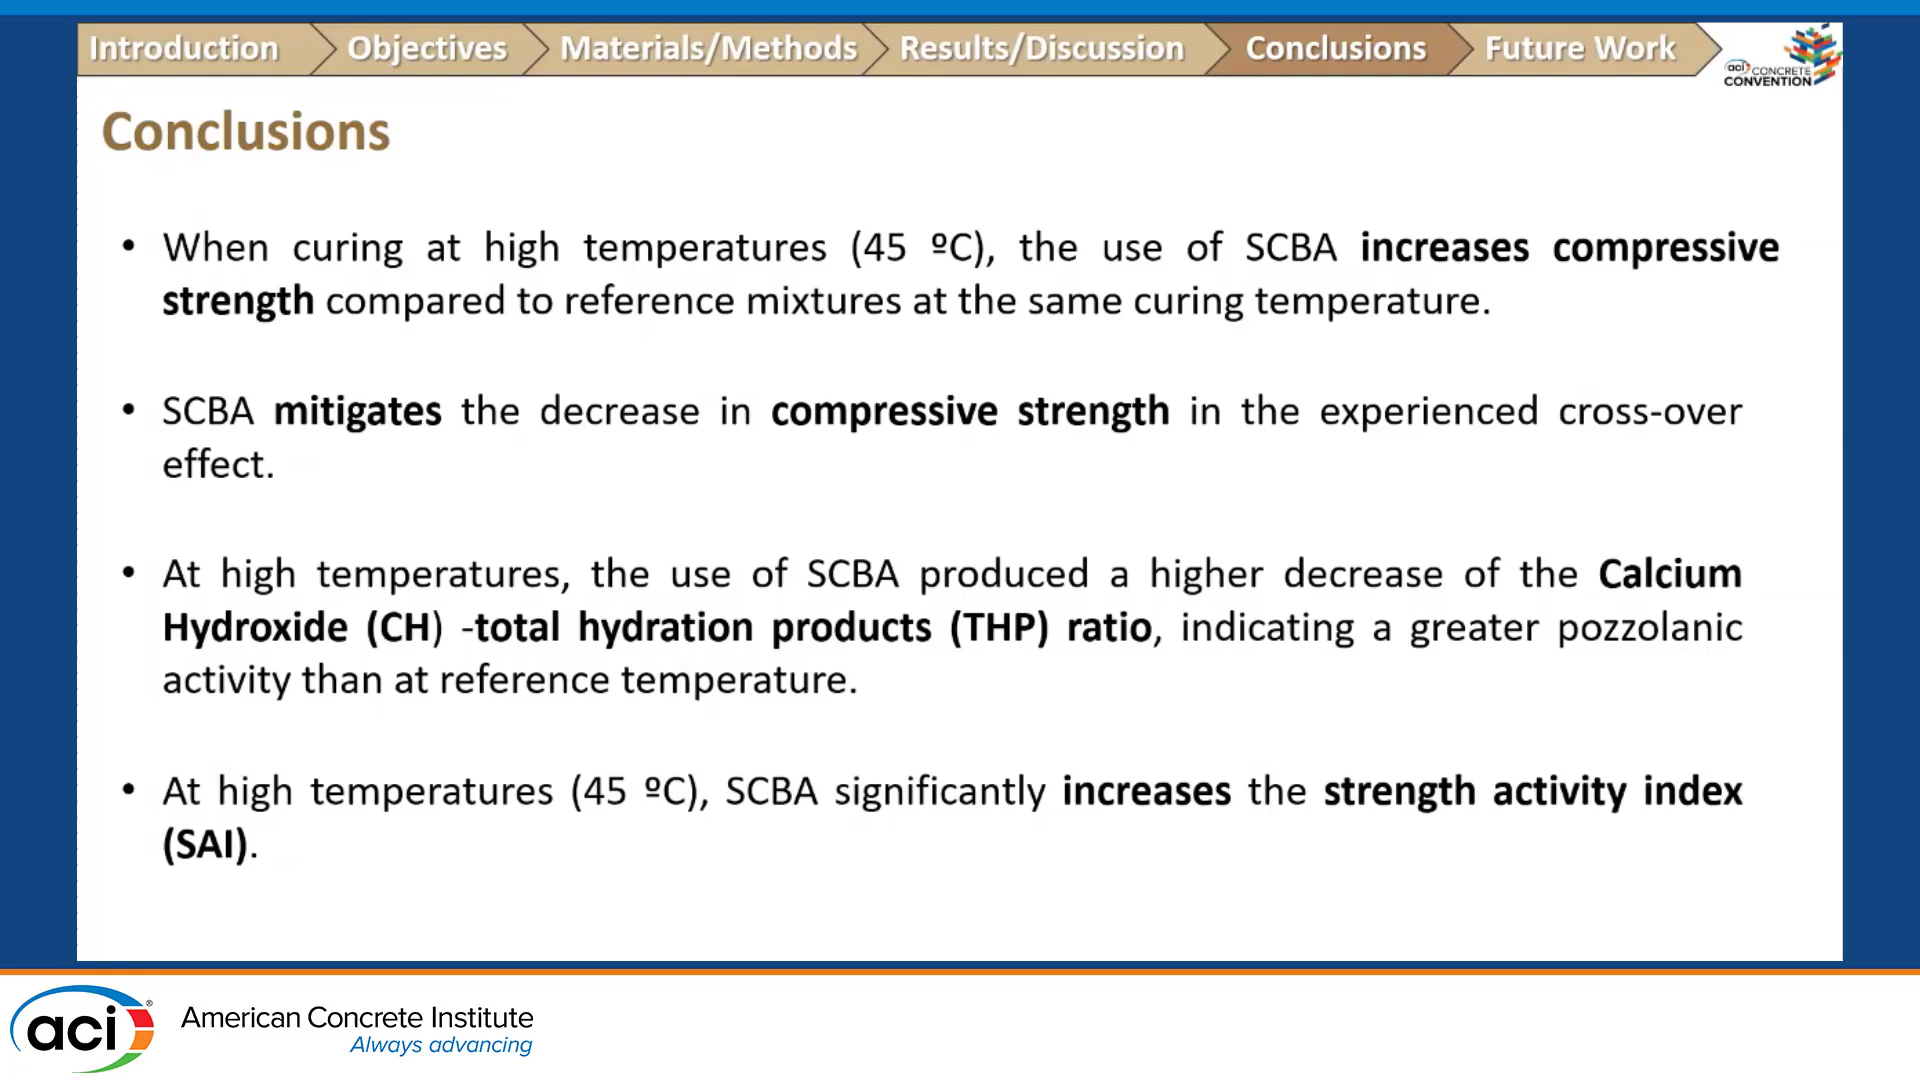 Introduction Objectives Materials/Methods Results/Discussion Conclusions Future Work
aci CONCRETE
CONVENTION
Conclusions
• When curing at high temperatures (45 ºC), the use of SCBA increases compressive
strength compared to reference mixtures at the same curing temperature.
• SCBA mitigates the decrease in compressive strength in the experienced cross-over
effect.
• At high temperatures, the use of SCBA produced a higher decrease of the Calcium
Hydroxide (CH) -total hydration products (THP) ratio, indicating a greater pozzolanic
activity than at reference temperature.
• At high temperatures (45 ºC), SCBA significantly increases the strength activity index
(SAI).
aci® American Concrete Institute
Always advancing